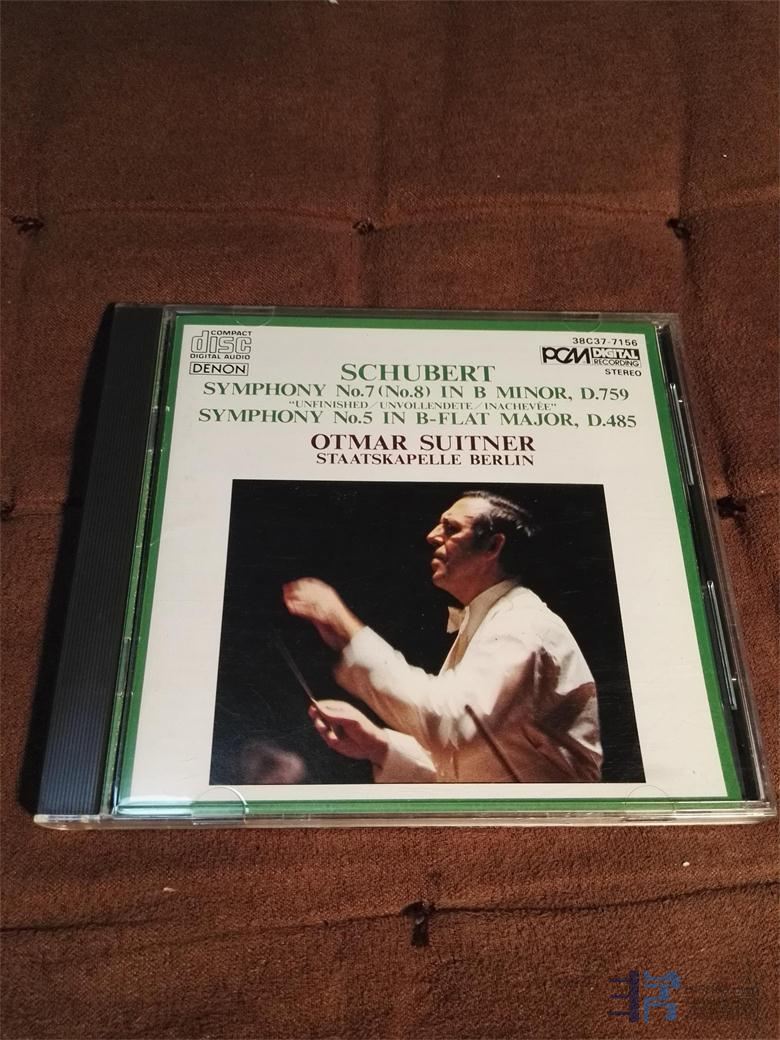 COMPACT
disc
DIGITAL AUDIO
DENON
38C37-7156
PCM DIGITAL
RECORDING
STEREO
SCHUBERT
SYMPHONY No.7 (No.8) IN B MINOR, D.759
"UNFINISHED/UNVOLLENDETE/INACHEVÉE"
SYMPHONY No.5 IN B-FLAT MAJOR, D.485
OTMAR SUITNER
STAATSKAPELLE BERLIN